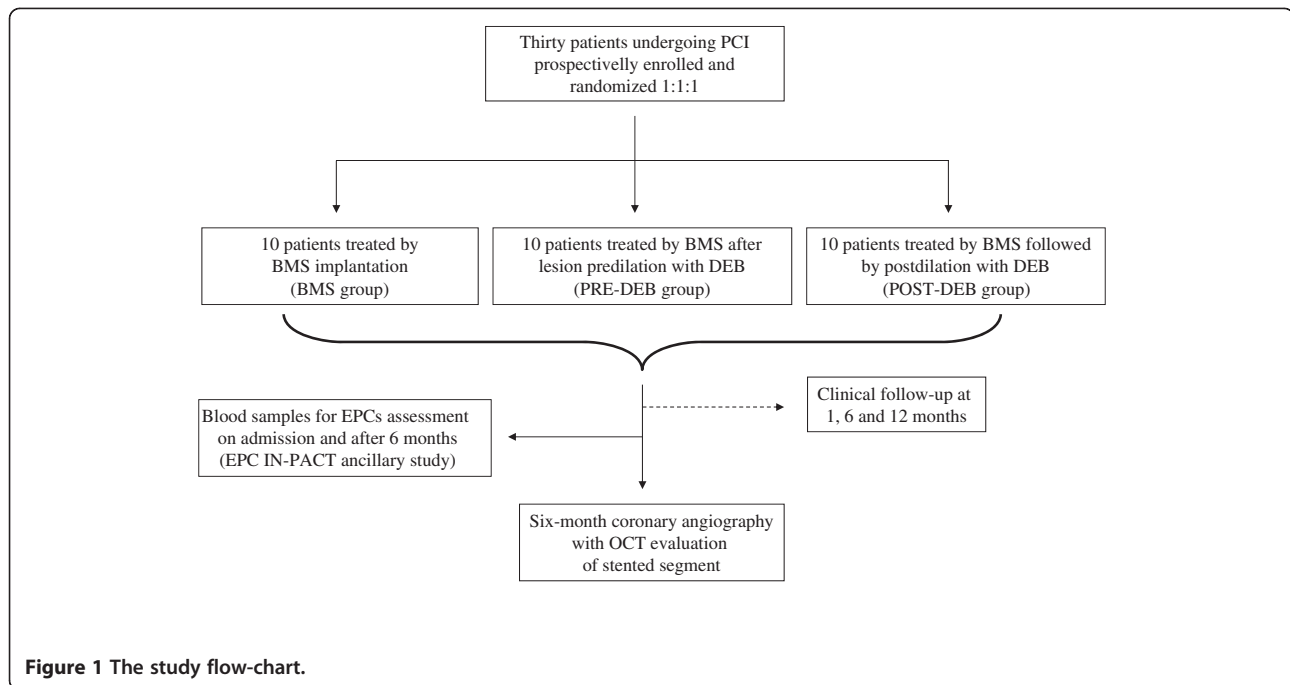 Thirty patients undergoing PCI
prospectivelly enrolled and
randomized 1:1:1
10 patients treated by
BMS implantation
(BMS group)
10 patients treated by BMS after
lesion predilation with DEB
(PRE-DEB group)
10 patients treated by BMS followed
by postdilation with DEB
(POST-DEB group)
Blood samples for EPCs assessment
on admission and after 6 months
(EPC IN-PACT ancillary study)
Clinical follow-up at
1, 6 and 12 months
Six-month coronary angiography
with OCT evaluation
of stented segment
Figure 1 The study flow-chart.